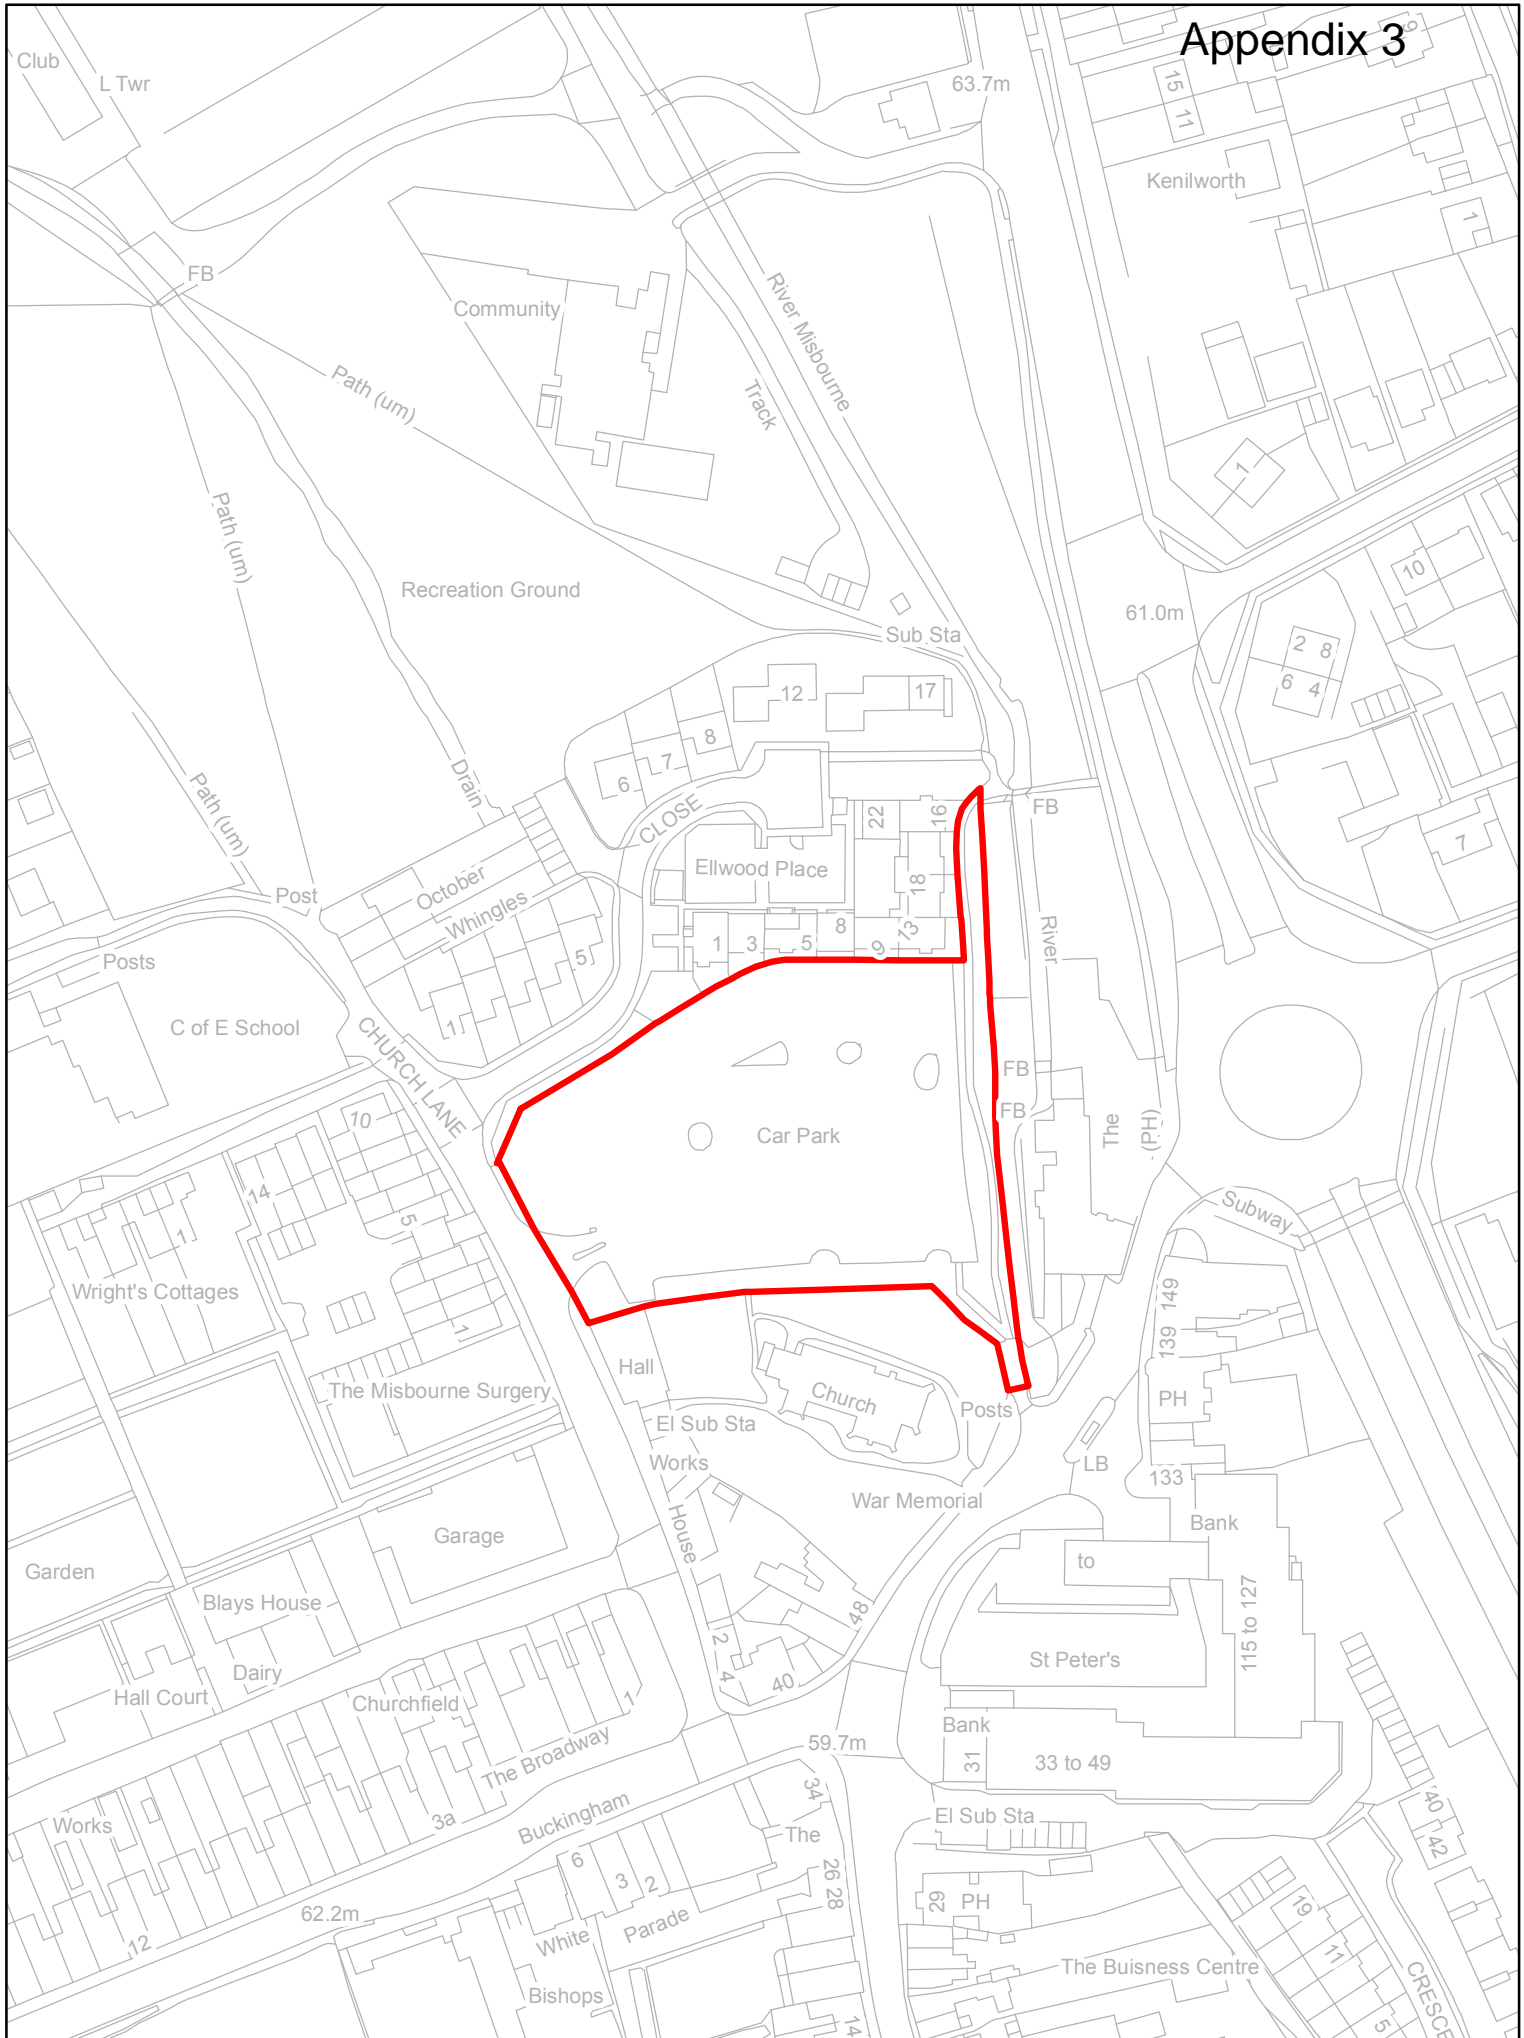 Appendix 3
9
Club
L Twr
63.7m
15
11
Kenilworth
1
FB
Community
River Misbourne
Path (um)
Track
1
Path (um)
Recreation Ground
10
61.0m
Sub Sta
2 8
6 4
12
17
8
7
6
Drain
Path (um)
CLOSE
22
16
FB
7
Ellwood Place
October
18
Post
Whingles
River
8
13
1
3
5
9
5
Posts
C of E School
1
CHURCH LANE
FB
FB
10
Car Park
The
(PH)
14
5
1
Subway
Wright's Cottages
149
1
139
Hall
The Misbourne Surgery
Church
PH
Posts
El Sub Sta
Works
LB
133
War Memorial
Bank
House
Garage
to
Garden
Blays House
48
115 to 127
2
St Peter's
Dairy
4
40
Hall Court
Churchfield
1
Bank
The Broadway
59.7m
31
33 to 49
34
3a
Buckingham
40
El Sub Sta
Works
The
42
6
3
2
26 28
29
PH
19
62.2m
Parade
White
12
11
The Buisness Centre
Bishops
CRESC
14
5